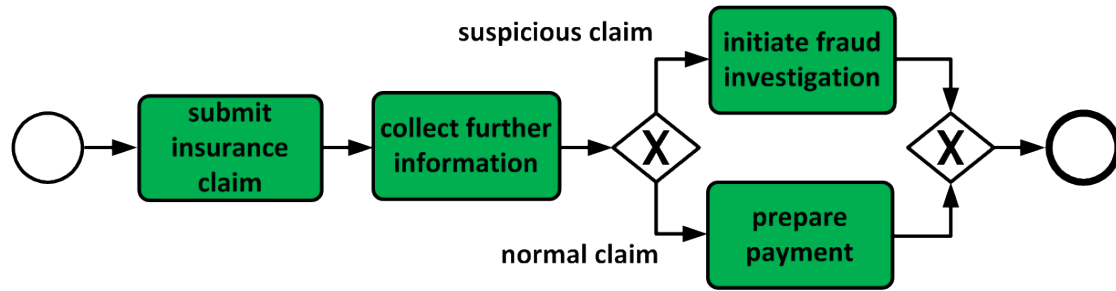 submit
insurance
claim
collect further
information
X
suspicious claim
initiate fraud
investigation
normal claim
prepare
payment
X